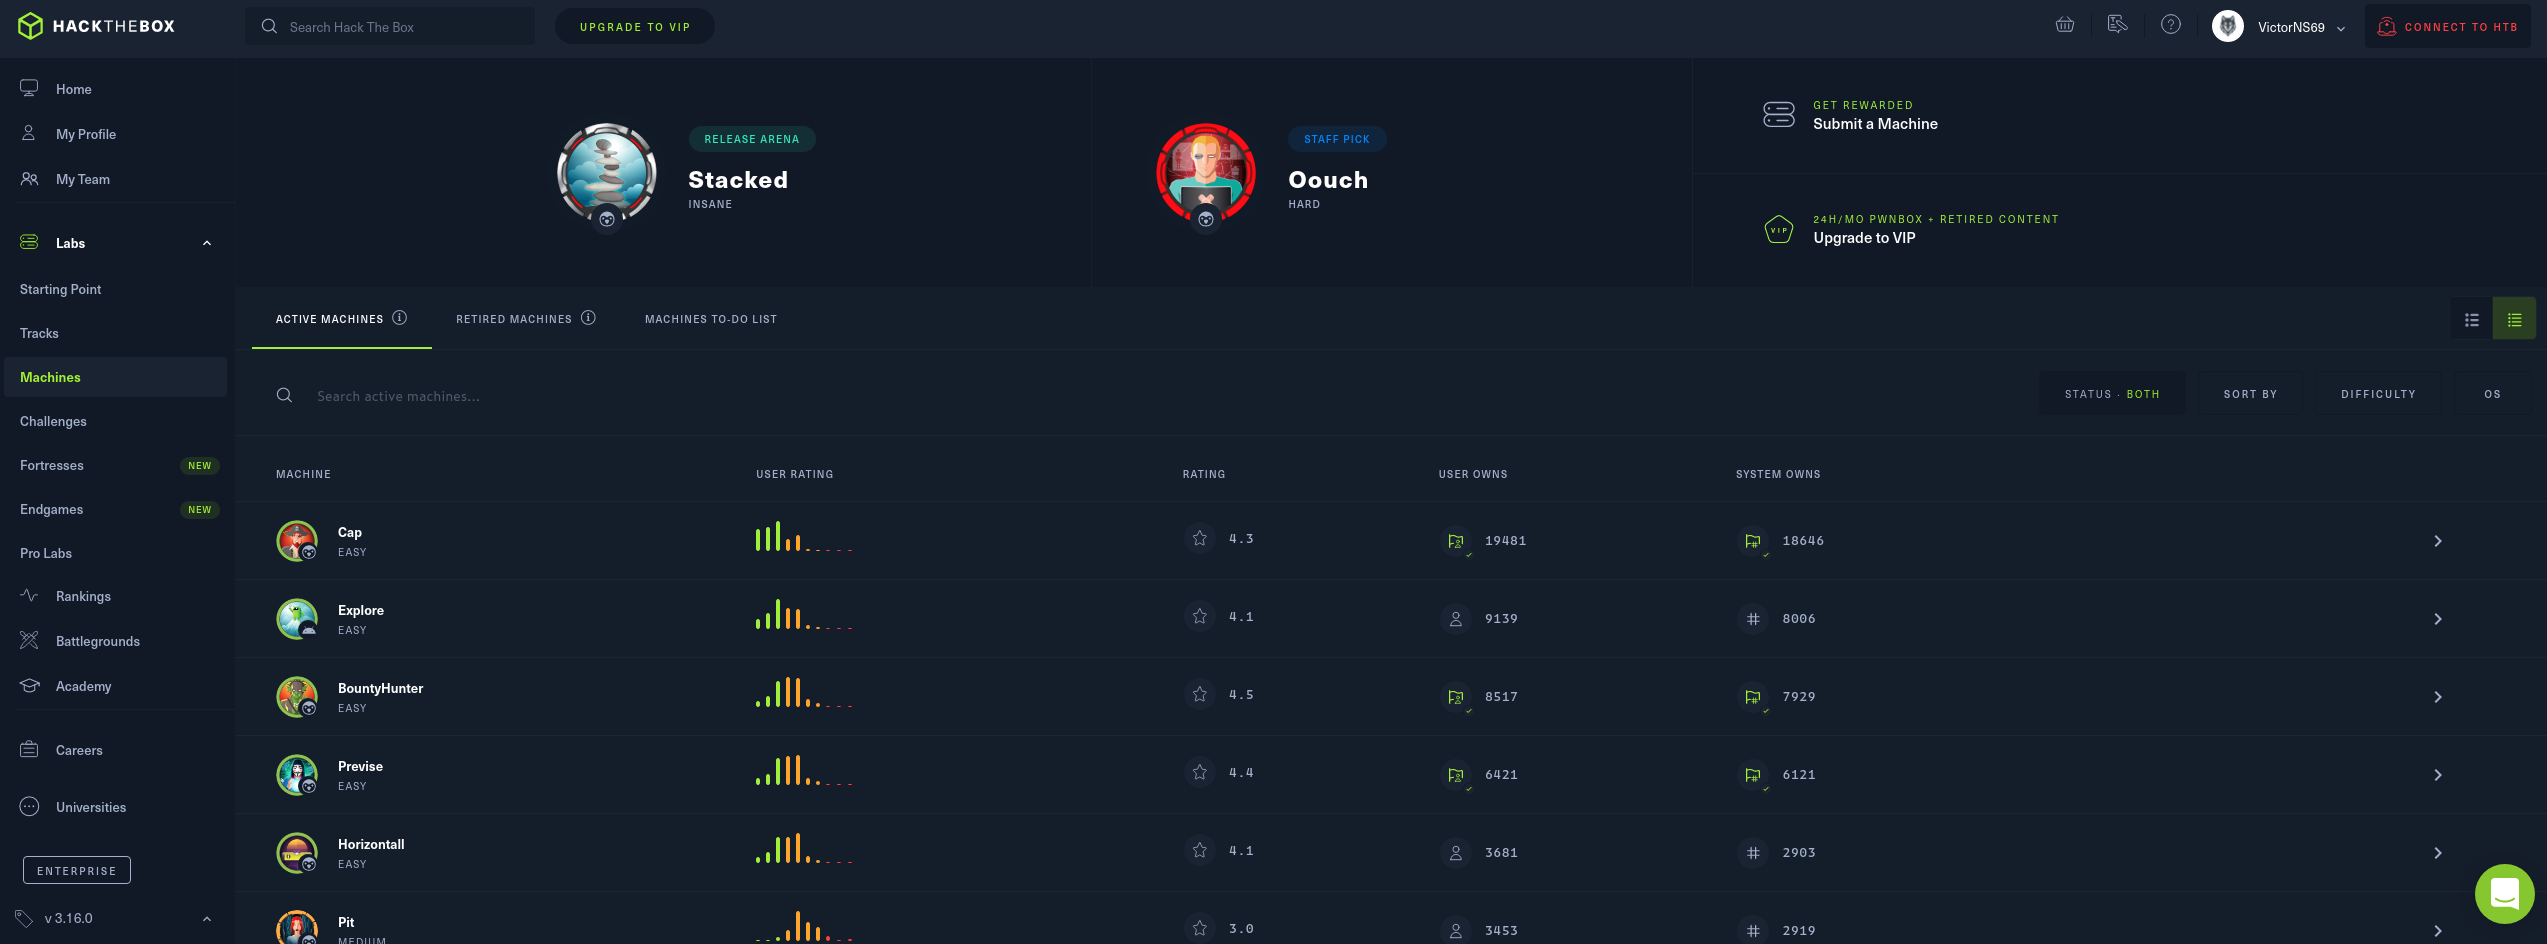 HACKTHEBOX
Search Hack The Box
UPGRADE TO VIP
VictorNS69
CONNECT TO HTB
Home
My Profile
My Team
Labs
Starting Point
Tracks
Machines
Challenges
Fortresses NEW
Endgames NEW
Pro Labs
Rankings
Battlegrounds
Academy
Careers
Universities
ENTERPRISE
v 3.16.0
RELEASE ARENA
Stacked
INSANE
STAFF PICK
Oouch
HARD
GET REWARDED
Submit a Machine
VIP
24H/MO PWNBOX + RETIRED CONTENT
Upgrade to VIP
ACTIVE MACHINES RETIRED MACHINES MACHINES TO-DO LIST
Search active machines...
STATUS · BOTH SORT BY DIFFICULTY OS
MACHINE USER RATING RATING USER OWNS SYSTEM OWNS
Cap
EASY
4.3 19481 18646
Explore
EASY
4.1 9139 8006
BountyHunter
EASY
4.5 8517 7929
Previse
EASY
4.4 6421 6121
Horizontall
EASY
4.1 3681 2903
Pit
MEDIUM
3.0 3453 2919